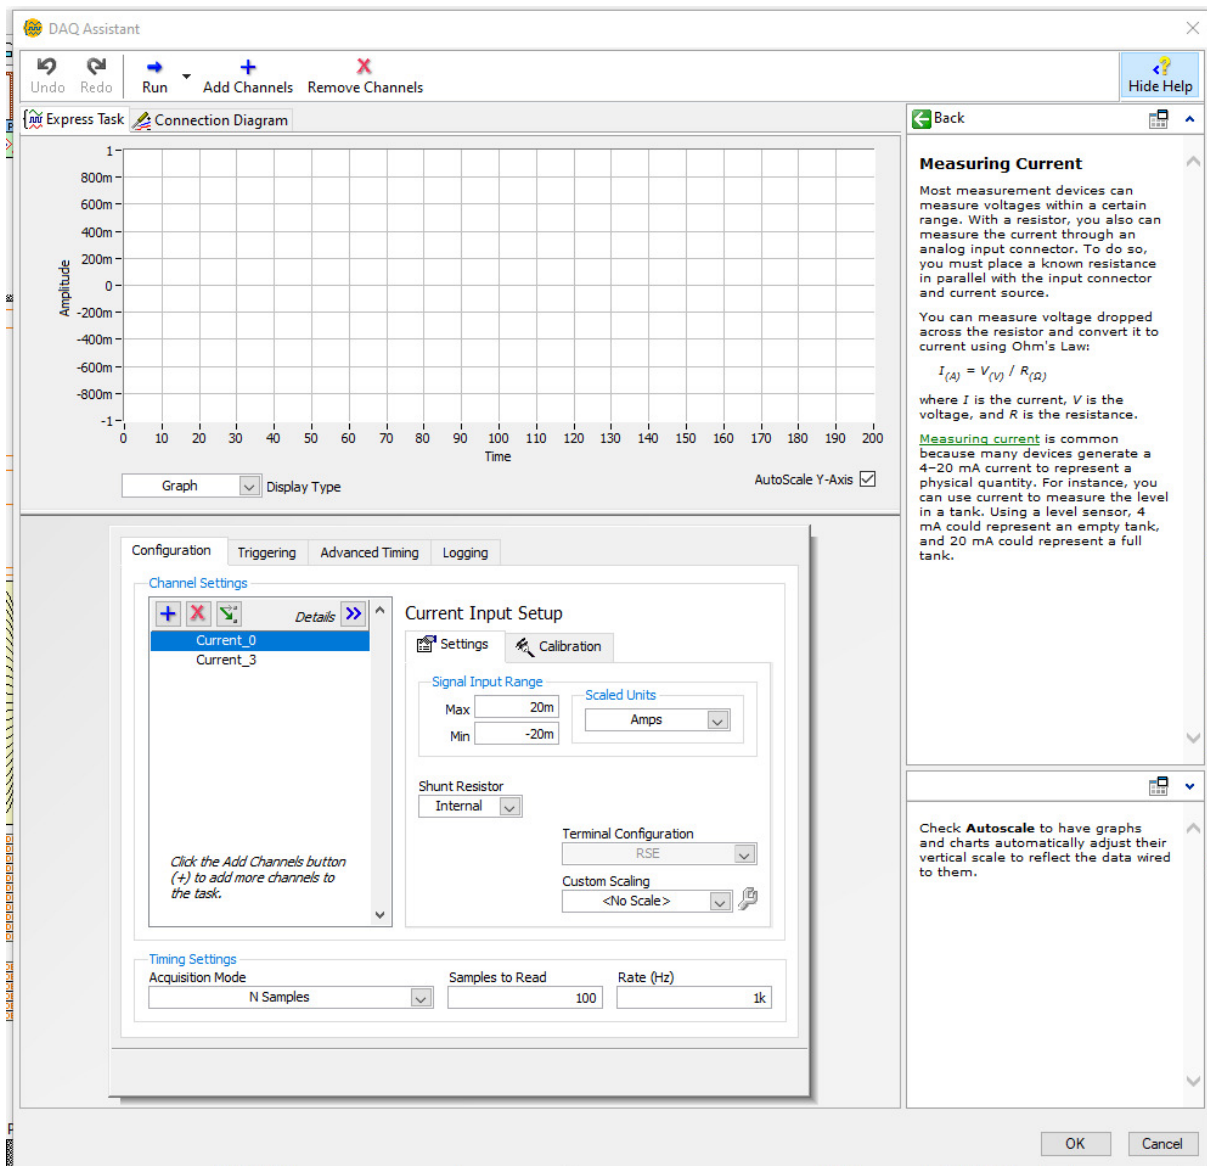 DAQ Assistant
Undo
Redo
Run
Add Channels
Remove Channels
Hide Help
Express Task
Connection Diagram
1
800m
600m
400m
200m
0
-200m
-400m
-600m
-800m
-1
Amplitude
0 10 20 30 40 50 60 70 80 90 100 110 120 130 140 150 160 170 180 190 200
Time
Graph
Display Type
AutoScale Y-Axis
Configuration
Triggering
Advanced Timing
Logging
Channel Settings
Details
Current_0
Current_3
Click the Add Channels button
(+) to add more channels to
the task.
Current Input Setup
Settings
Calibration
Signal Input Range
Max 20m
Min -20m
Scaled Units
Amps
Shunt Resistor
Internal
Terminal Configuration
RSE
Custom Scaling
<No Scale>
Timing Settings
Acquisition Mode
N Samples
Samples to Read
100
Rate (Hz)
1k
Back
Measuring Current
Most measurement devices can
measure voltages within a certain
range. With a resistor, you also can
measure the current through an
analog input connector. To do so,
you must place a known resistance
in parallel with the input connector
and current source.
You can measure voltage dropped
across the resistor and convert it to
current using Ohm's Law:
I(A) = V(V) / R(Ω)
where I is the current, V is the
voltage, and R is the resistance.
Measuring current is common
because many devices generate a
4–20 mA current to represent a
physical quantity. For instance, you
can use current to measure the level
in a tank. Using a level sensor, 4
mA could represent an empty tank,
and 20 mA could represent a full
tank.
Check Autoscale to have graphs
and charts automatically adjust their
vertical scale to reflect the data wired
to them.
OK
Cancel